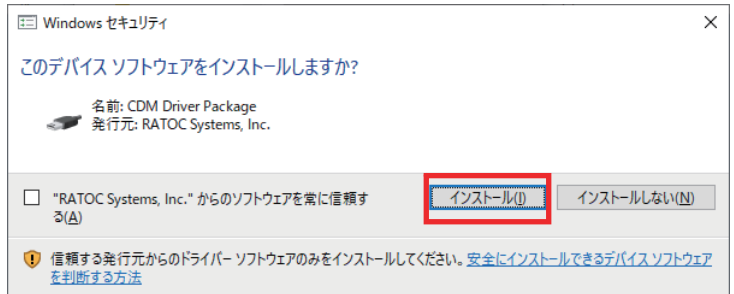 Windows セキュリティ
このデバイス ソフトウェアをインストールしますか?
名前: CDM Driver Package
発行元: RATOC Systems, Inc.
"RATOC Systems, Inc." からのソフトウェアを常に信頼す
る(A)
インストール(I)
インストールしない(N)
信頼する発行元からのドライバー ソフトウェアのみをインストールしてください。安全にインストールできるデバイス ソフトウェア
を判断する方法